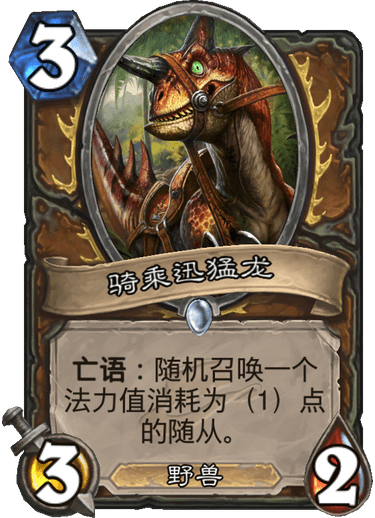 3
骑乘迅猛龙
亡语：随机召唤一个
法力值消耗为（1）点
的随从。
3
野兽
2